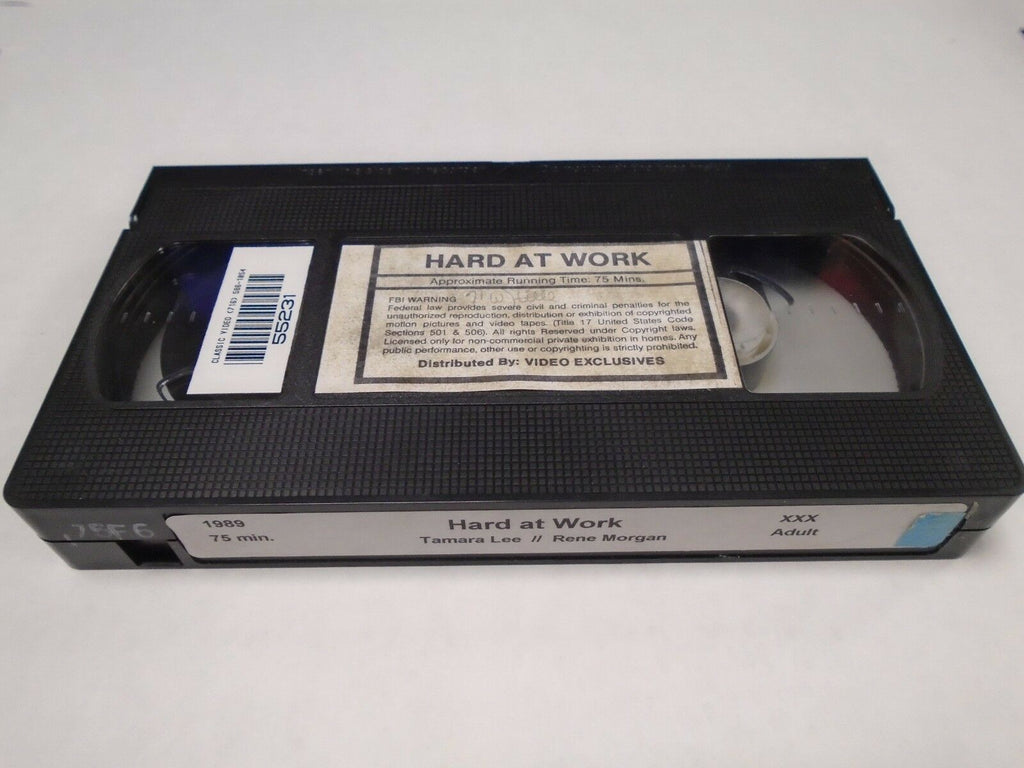 HARD AT WORK
Approximate Running Time: 75 Mins.
FBI WARNING
Federal law provides severe civil and criminal penalties for the
unauthorized reproduction, distribution or exhibition of copyrighted
motion pictures and video tapes. (Title 17 United States Code
Sections 501 & 506). All rights Reserved under Copyright laws.
Licensed only for non-commercial private exhibition in homes. Any
public performance, other use or copyrighting is strictly prohibited.
Distributed By: VIDEO EXCLUSIVES
CLASSIC VIDEO (716) 588-1054
55231
1989
75 min.
Hard at Work
Tamara Lee // Rene Morgan
XXX
Adult